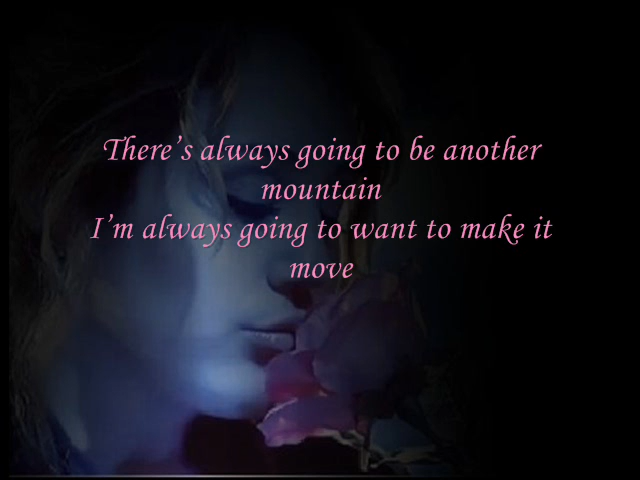 There’s always going to be another
mountain
I’m always going to want to make it
move